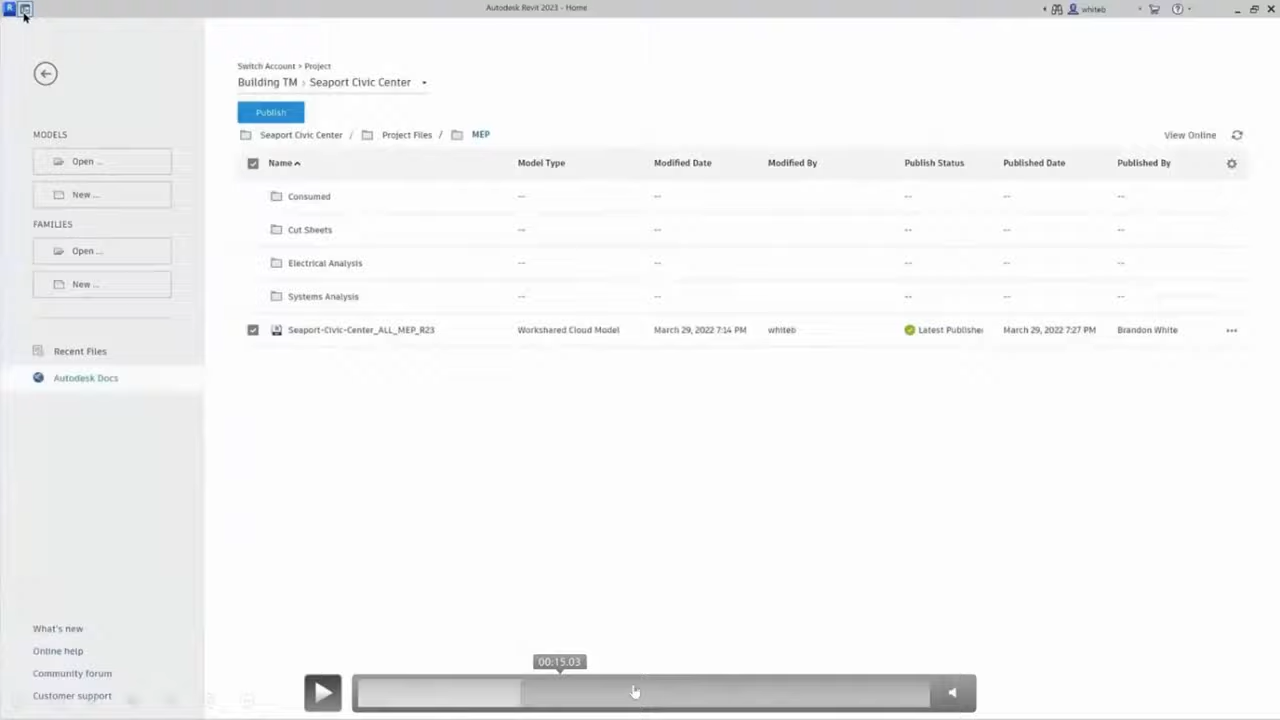 Autodesk Revit 2023 - Home
whiteb
Switch Account > Project
Building TM › Seaport Civic Center
Publish
MODELS
Seaport Civic Center / Project Files / MEP
View Online
Open ...
Name Model Type Modified Date Modified By Publish Status Published Date Published By
New ...
Consumed -- -- -- -- --
FAMILIES
Cut Sheets -- -- -- -- --
Open ...
Electrical Analysis -- -- -- -- --
New ...
Systems Analysis -- -- -- -- --
Seaport-Civic-Center_ALL_MEP_R23 Workshared Cloud Model March 29, 2022 7:14 PM whiteb Latest Publishe March 29, 2022 7:27 PM Brandon White ...
Recent Files
Autodesk Docs
What's new
Online help
Community forum
Customer support
00:15.03